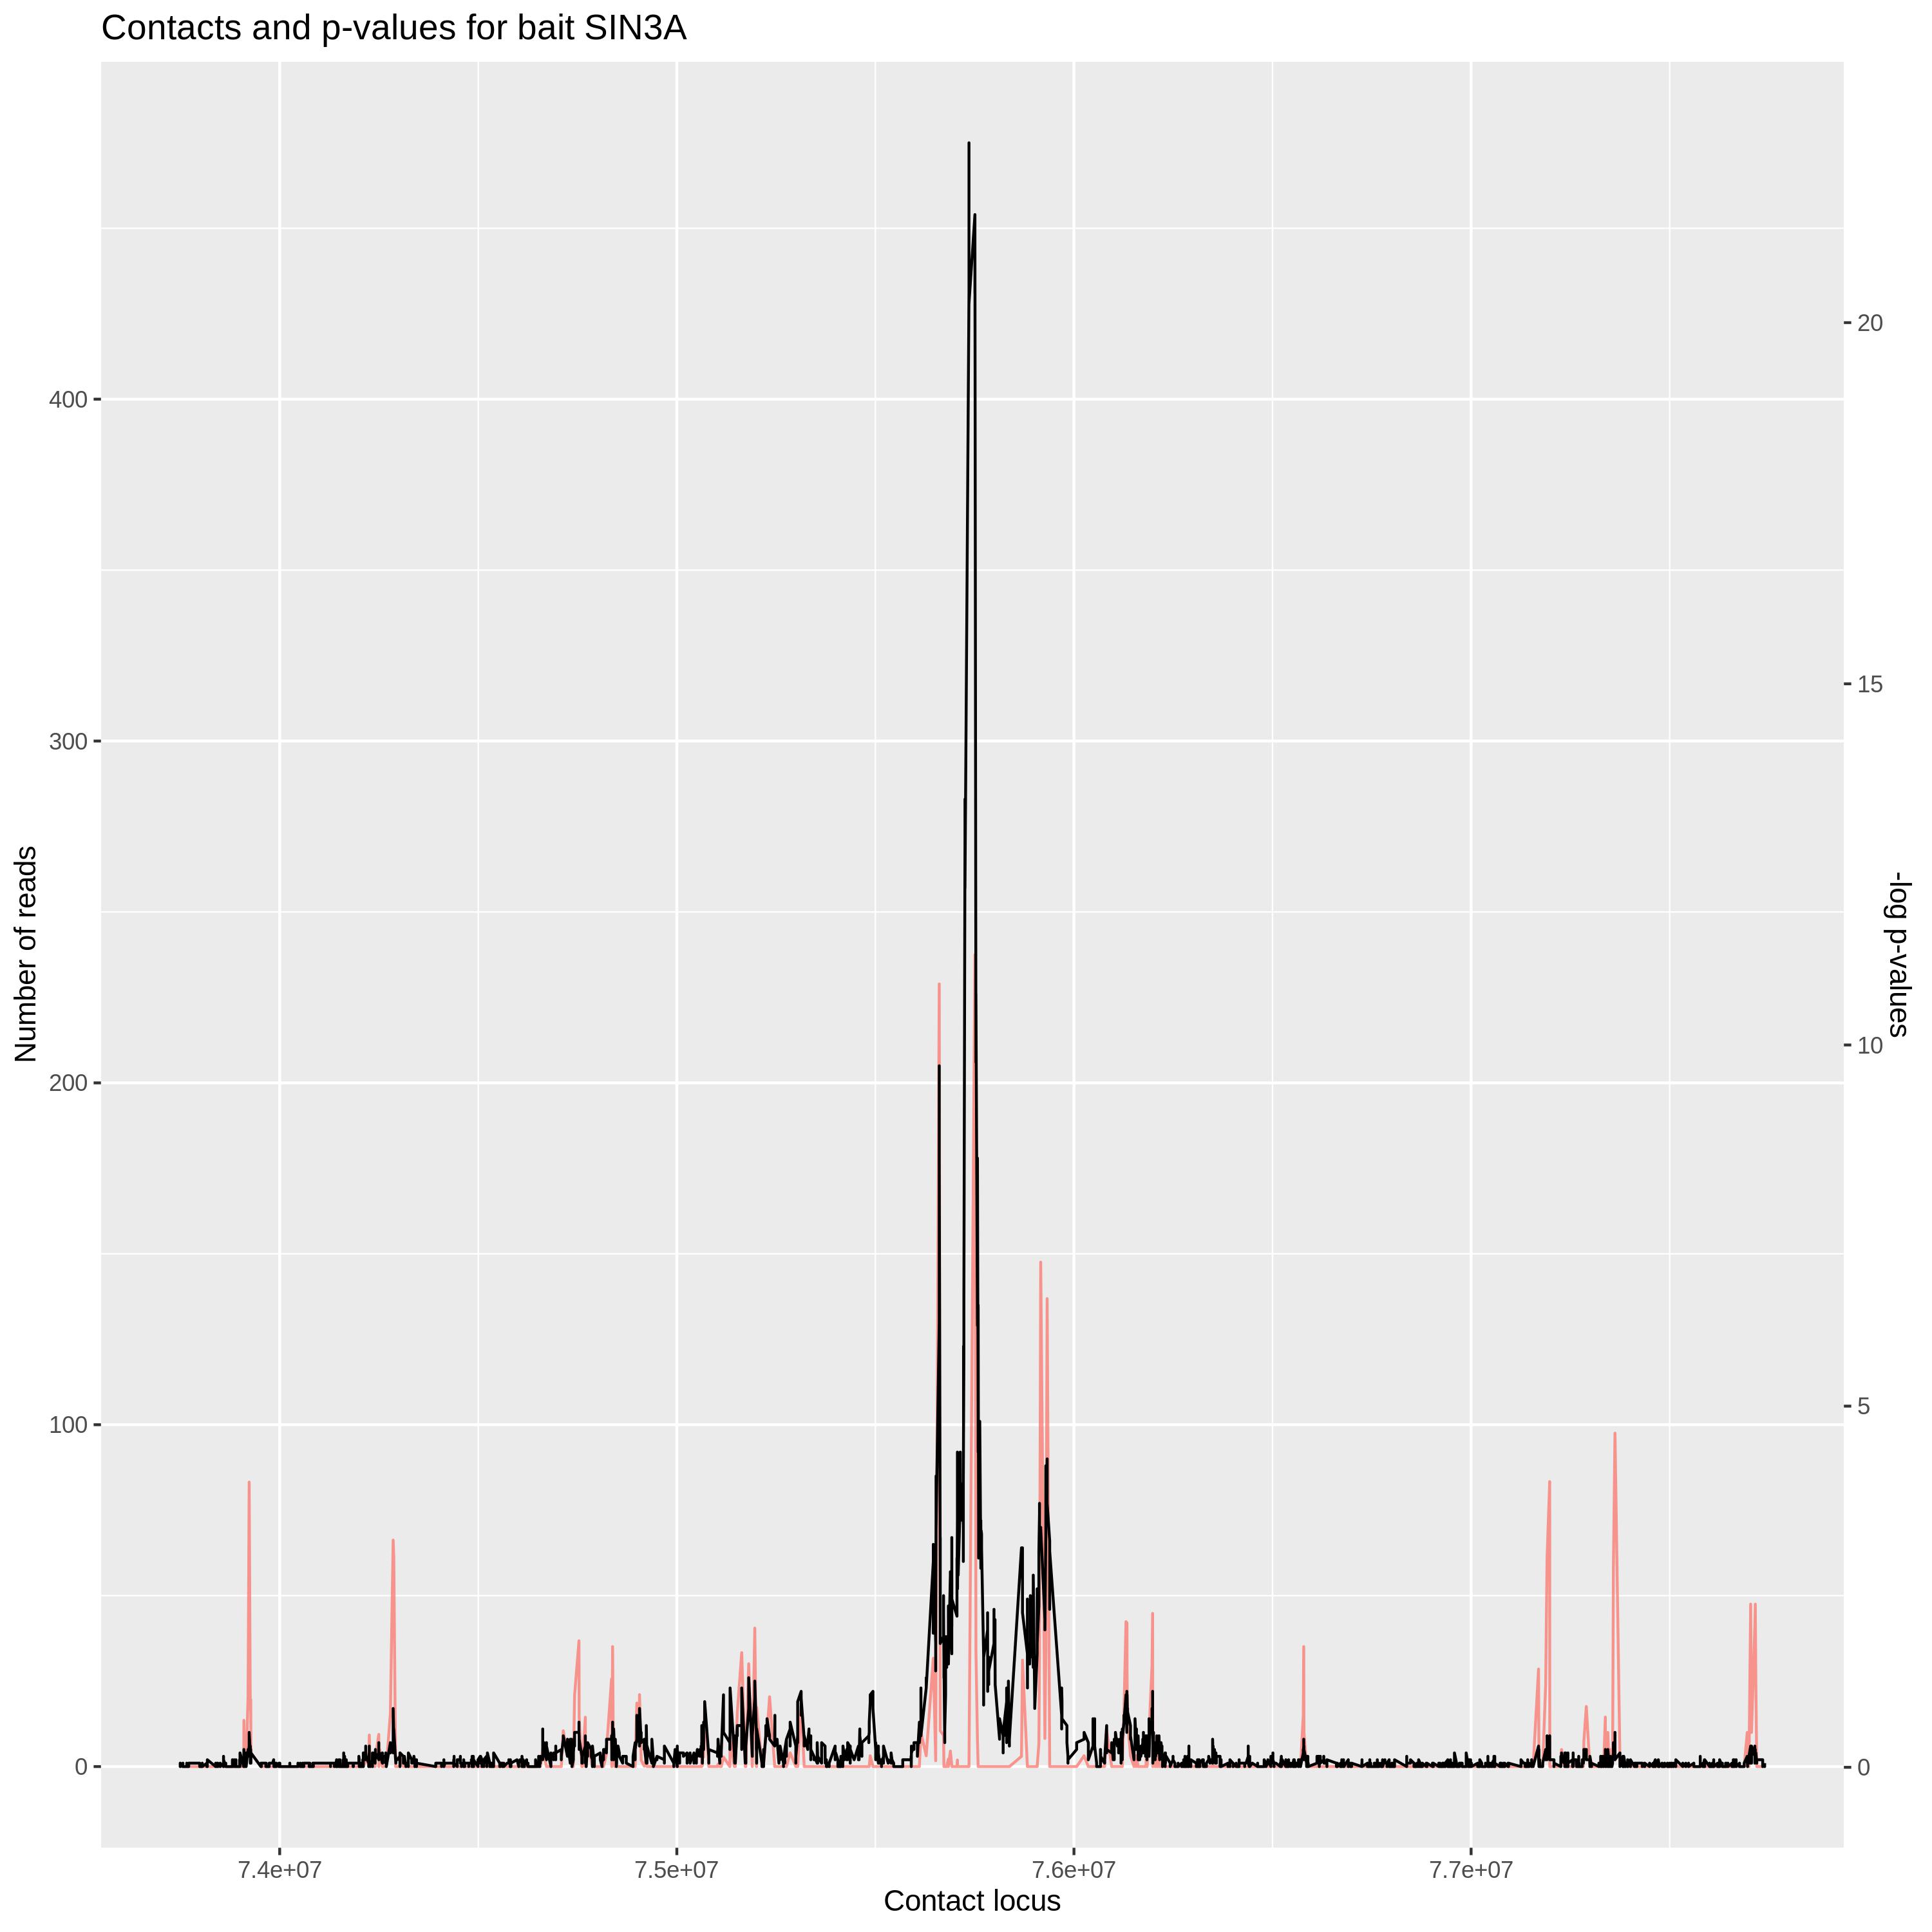 Contacts and p-values for bait SIN3A
Number of reads
400
300
200
100
0
20
15
10
5
0
-log p-values
7.4e+07 7.5e+07 7.6e+07 7.7e+07
Contact locus